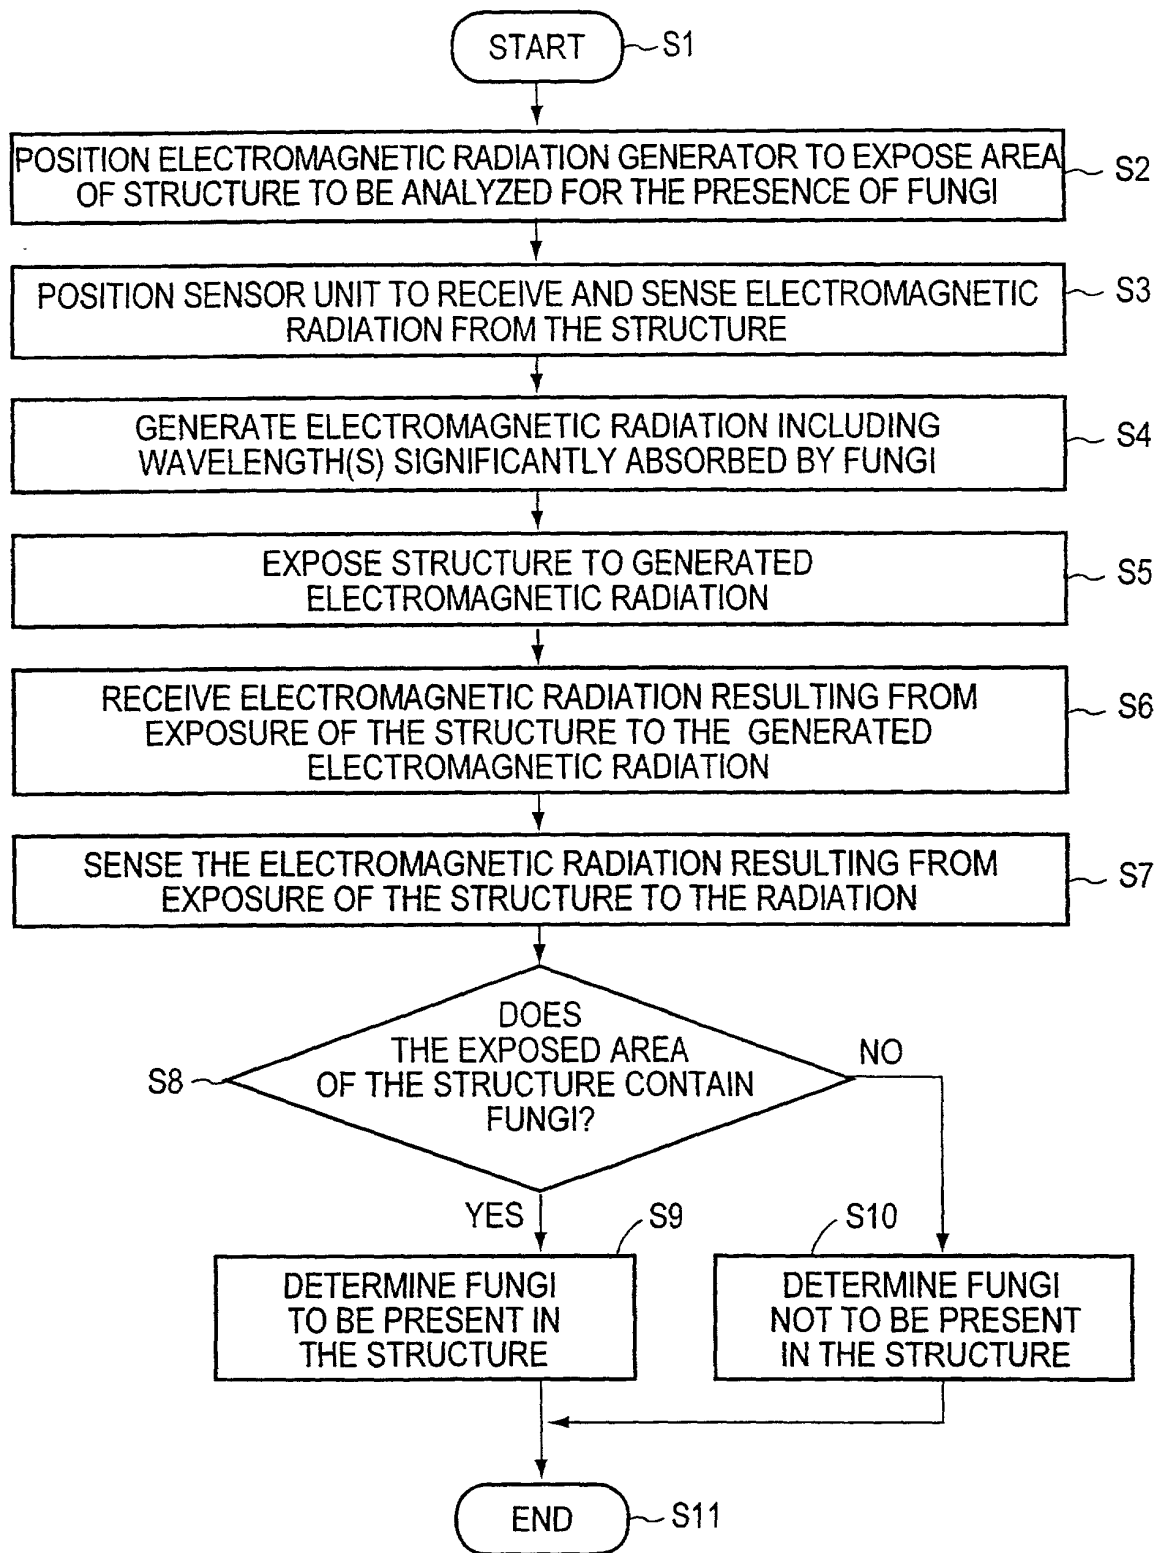 START
S1
POSITION ELECTROMAGNETIC RADIATION GENERATOR TO EXPOSE AREA
OF STRUCTURE TO BE ANALYZED FOR THE PRESENCE OF FUNGI
S2
POSITION SENSOR UNIT TO RECEIVE AND SENSE ELECTROMAGNETIC
RADIATION FROM THE STRUCTURE
S3
GENERATE ELECTROMAGNETIC RADIATION INCLUDING
WAVELENGTH(S) SIGNIFICANTLY ABSORBED BY FUNGI
S4
EXPOSE STRUCTURE TO GENERATED
ELECTROMAGNETIC RADIATION
S5
RECEIVE ELECTROMAGNETIC RADIATION RESULTING FROM
EXPOSURE OF THE STRUCTURE TO THE GENERATED
ELECTROMAGNETIC RADIATION
S6
SENSE THE ELECTROMAGNETIC RADIATION RESULTING FROM
EXPOSURE OF THE STRUCTURE TO THE RADIATION
S7
DOES
THE EXPOSED AREA
OF THE STRUCTURE CONTAIN
FUNGI?
S8
NO
YES
S9
DETERMINE FUNGI
TO BE PRESENT IN
THE STRUCTURE
S10
DETERMINE FUNGI
NOT TO BE PRESENT
IN THE STRUCTURE
END
S11